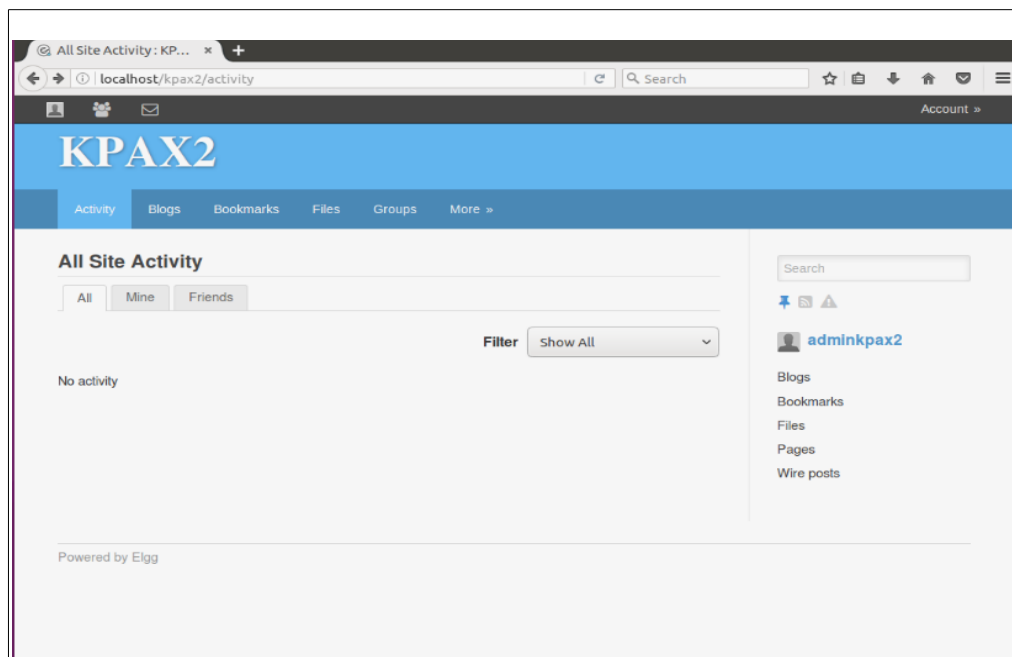 All Site Activity : KP...
localhost/kpax2/activity
Search
Account »
KPAX2
Activity Blogs Bookmarks Files Groups More »
All Site Activity
All Mine Friends
Filter Show All
No activity
Search
adminkpax2
Blogs
Bookmarks
Files
Pages
Wire posts
Powered by Elgg